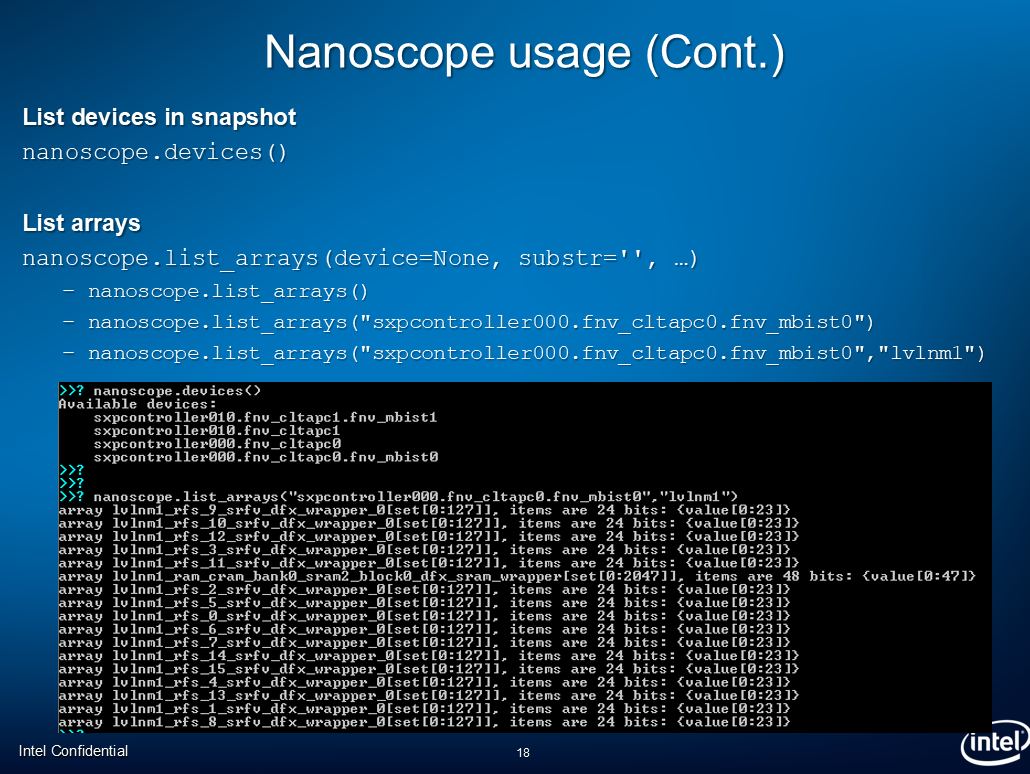 Nanoscope usage (Cont.)
List devices in snapshot
nanoscope.devices()
List arrays
nanoscope.list_arrays(device=None, substr='', …)
– nanoscope.list_arrays()
– nanoscope.list_arrays("sxpcontroller000.fnv_cltapc0.fnv_mbist0")
– nanoscope.list_arrays("sxpcontroller000.fnv_cltapc0.fnv_mbist0","lvlnm1")
>>? nanoscope.devices()
Available devices:
sxpcontroller010.fnv_cltapc1.fnv_mbist1
sxpcontroller010.fnv_cltapc1
sxpcontroller000.fnv_cltapc0
sxpcontroller000.fnv_cltapc0.fnv_mbist0
>>?
>>?
>>? nanoscope.list_arrays("sxpcontroller000.fnv_cltapc0.fnv_mbist0","lvlnm1")
array lvlnm1_rfs_9_srfv_dfx_wrapper_0[set[0:127]], items are 24 bits: {value[0:23]}
array lvlnm1_rfs_10_srfv_dfx_wrapper_0[set[0:127]], items are 24 bits: {value[0:23]}
array lvlnm1_rfs_12_srfv_dfx_wrapper_0[set[0:127]], items are 24 bits: {value[0:23]}
array lvlnm1_rfs_3_srfv_dfx_wrapper_0[set[0:127]], items are 24 bits: {value[0:23]}
array lvlnm1_rfs_11_srfv_dfx_wrapper_0[set[0:127]], items are 24 bits: {value[0:23]}
array lvlnm1_ram_cram_bank0_sram2_block0_dfx_sram_wrapper[set[0:2047]], items are 48 bits: {value[0:47]}
array lvlnm1_rfs_2_srfv_dfx_wrapper_0[set[0:127]], items are 24 bits: {value[0:23]}
array lvlnm1_rfs_5_srfv_dfx_wrapper_0[set[0:127]], items are 24 bits: {value[0:23]}
array lvlnm1_rfs_0_srfv_dfx_wrapper_0[set[0:127]], items are 24 bits: {value[0:23]}
array lvlnm1_rfs_6_srfv_dfx_wrapper_0[set[0:127]], items are 24 bits: {value[0:23]}
array lvlnm1_rfs_7_srfv_dfx_wrapper_0[set[0:127]], items are 24 bits: {value[0:23]}
array lvlnm1_rfs_14_srfv_dfx_wrapper_0[set[0:127]], items are 24 bits: {value[0:23]}
array lvlnm1_rfs_15_srfv_dfx_wrapper_0[set[0:127]], items are 24 bits: {value[0:23]}
array lvlnm1_rfs_4_srfv_dfx_wrapper_0[set[0:127]], items are 24 bits: {value[0:23]}
array lvlnm1_rfs_13_srfv_dfx_wrapper_0[set[0:127]], items are 24 bits: {value[0:23]}
array lvlnm1_rfs_1_srfv_dfx_wrapper_0[set[0:127]], items are 24 bits: {value[0:23]}
array lvlnm1_rfs_8_srfv_dfx_wrapper_0[set[0:127]], items are 24 bits: {value[0:23]}
>>?
Intel Confidential
18
intel